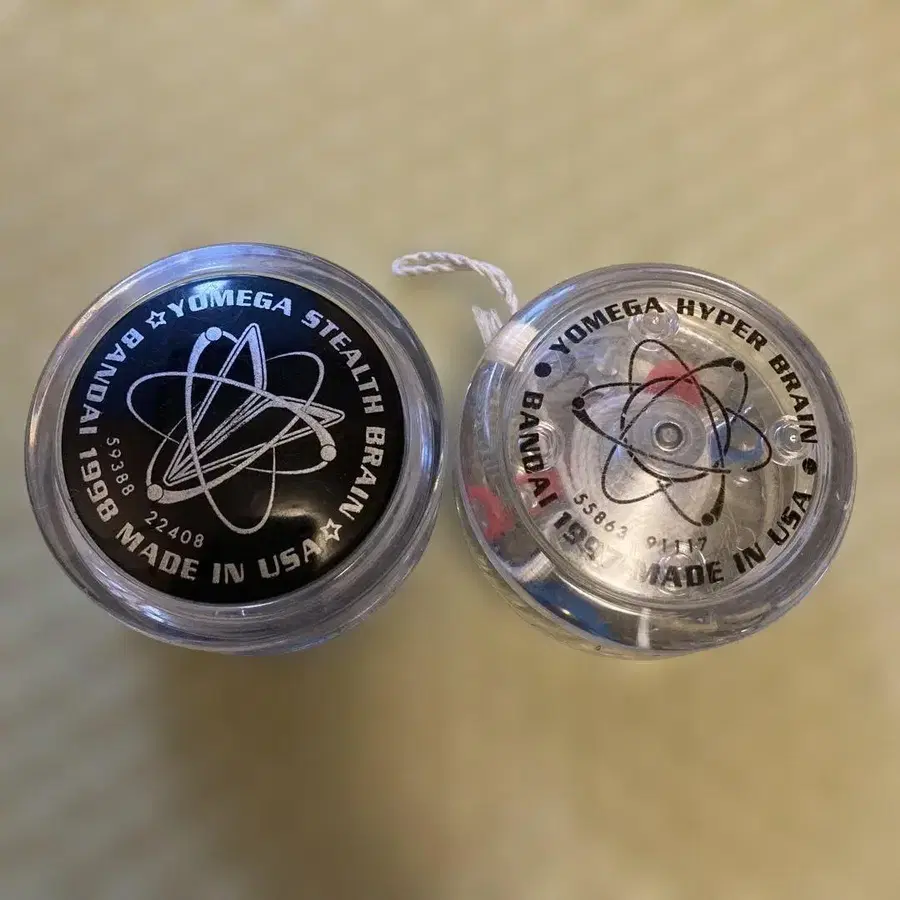 ☆YOMEGA STEALTH BRAIN☆
BANDAI 1998 MADE IN USA
59388 22408
YOMEGA HYPER BRAIN
● BANDAI 1997 MADE IN USA ●
55863 91117